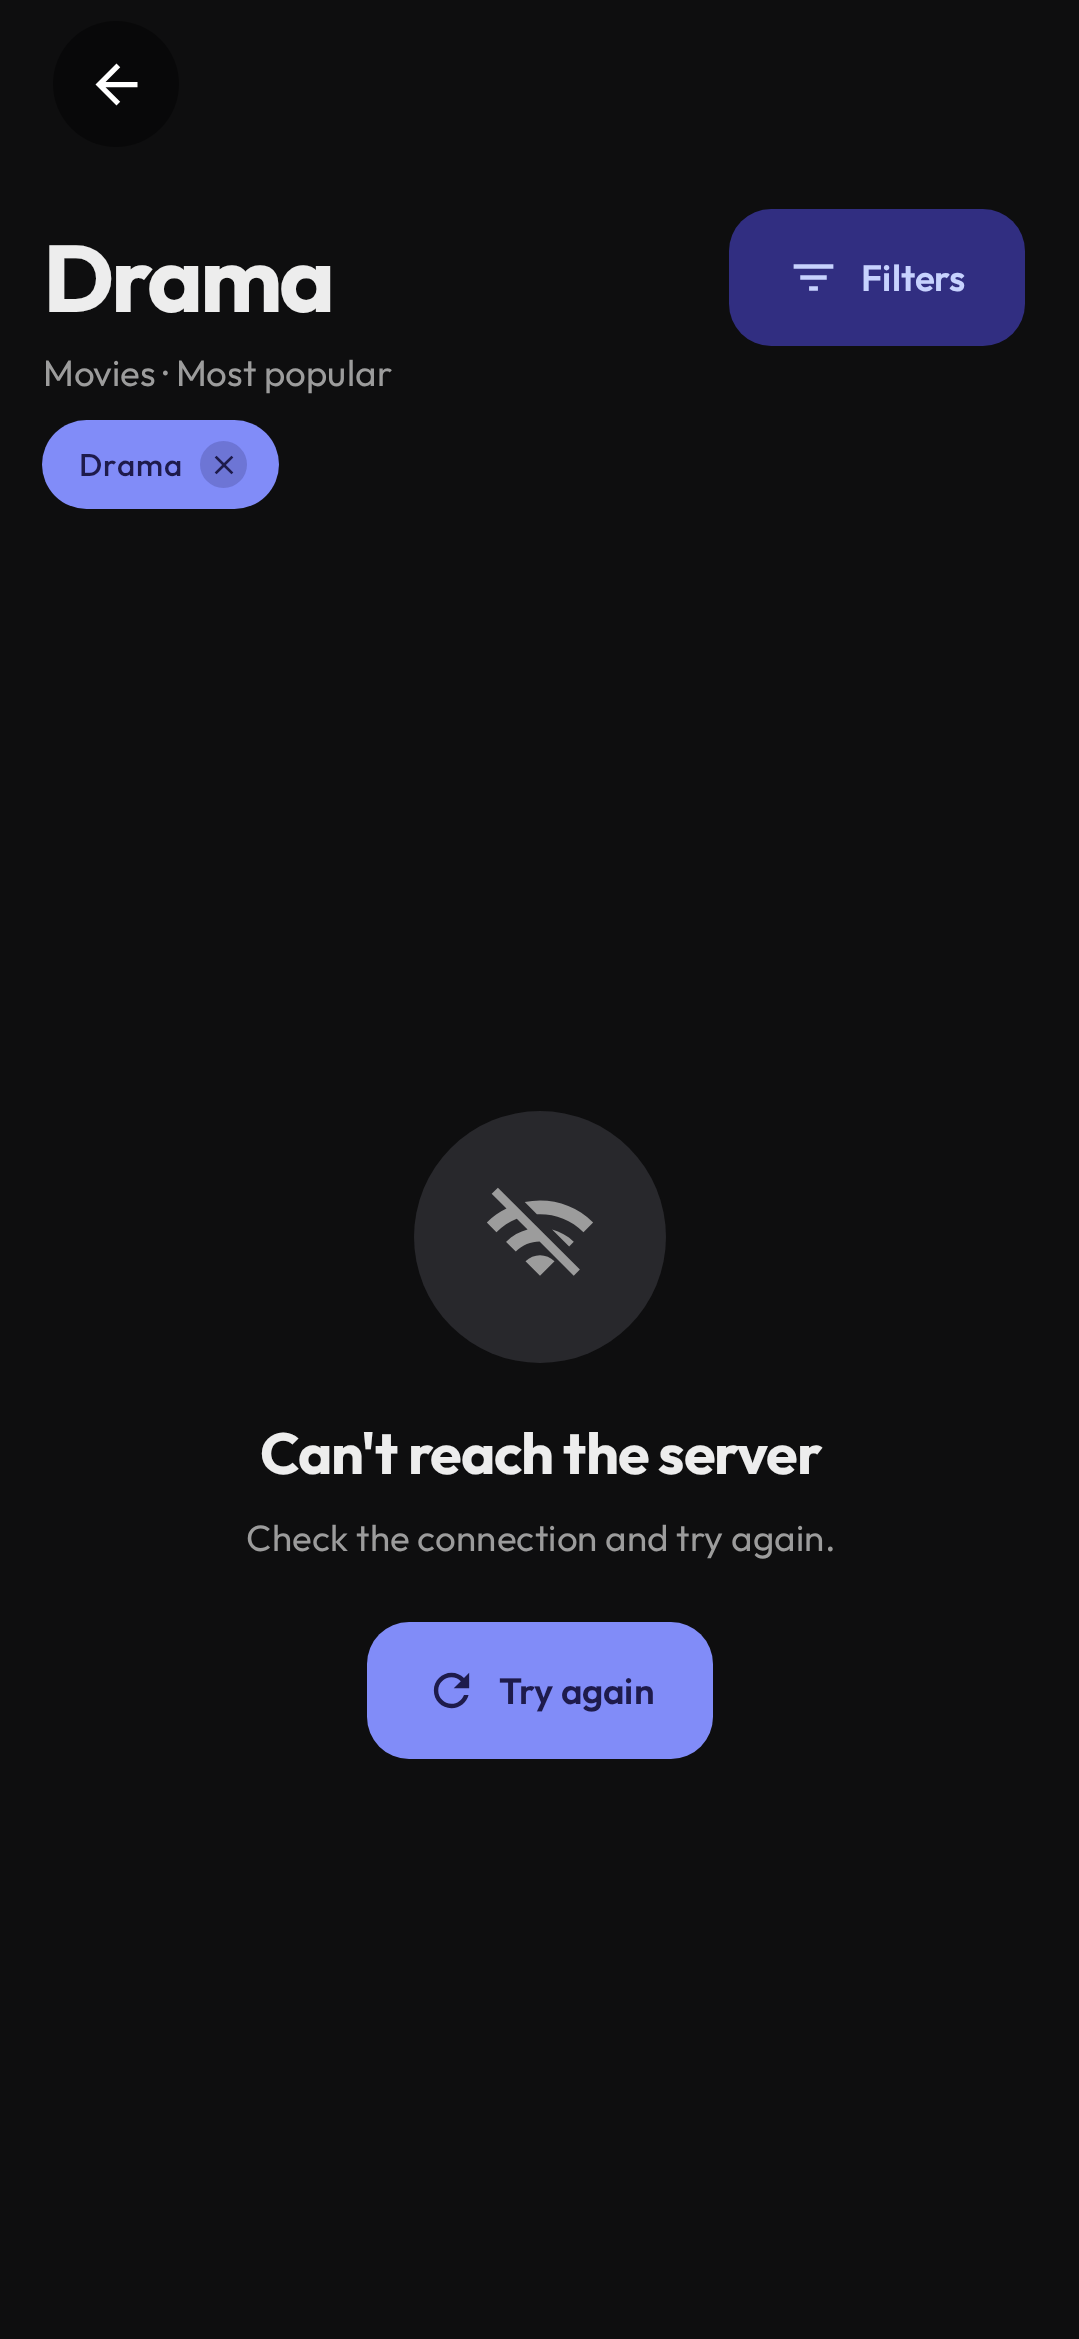 Drama
Filters
Movies · Most popular
Drama
Can't reach the server
Check the connection and try again.
Try again